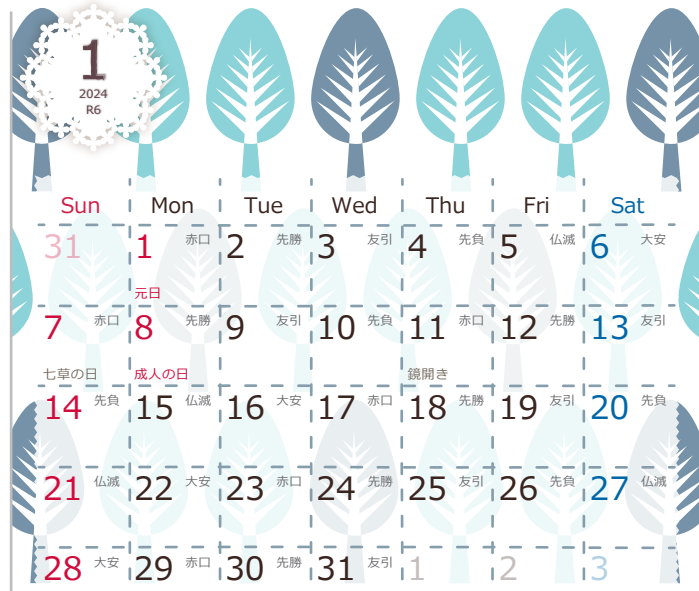 1
2024
R6
Sun Mon Tue Wed Thu Fri Sat
31 1 赤口 2 先勝 3 友引 4 先負 5 仏滅 6 大安
元日
7 赤口 8 先勝 9 友引 10 先負 11 赤口 12 先勝 13 友引
七草の日 成人の日 鏡開き
14 先負 15 仏滅 16 大安 17 赤口 18 先勝 19 友引 20 先負
21 仏滅 22 大安 23 赤口 24 先勝 25 友引 26 先負 27 仏滅
28 大安 29 赤口 30 先勝 31 友引 1 2 3